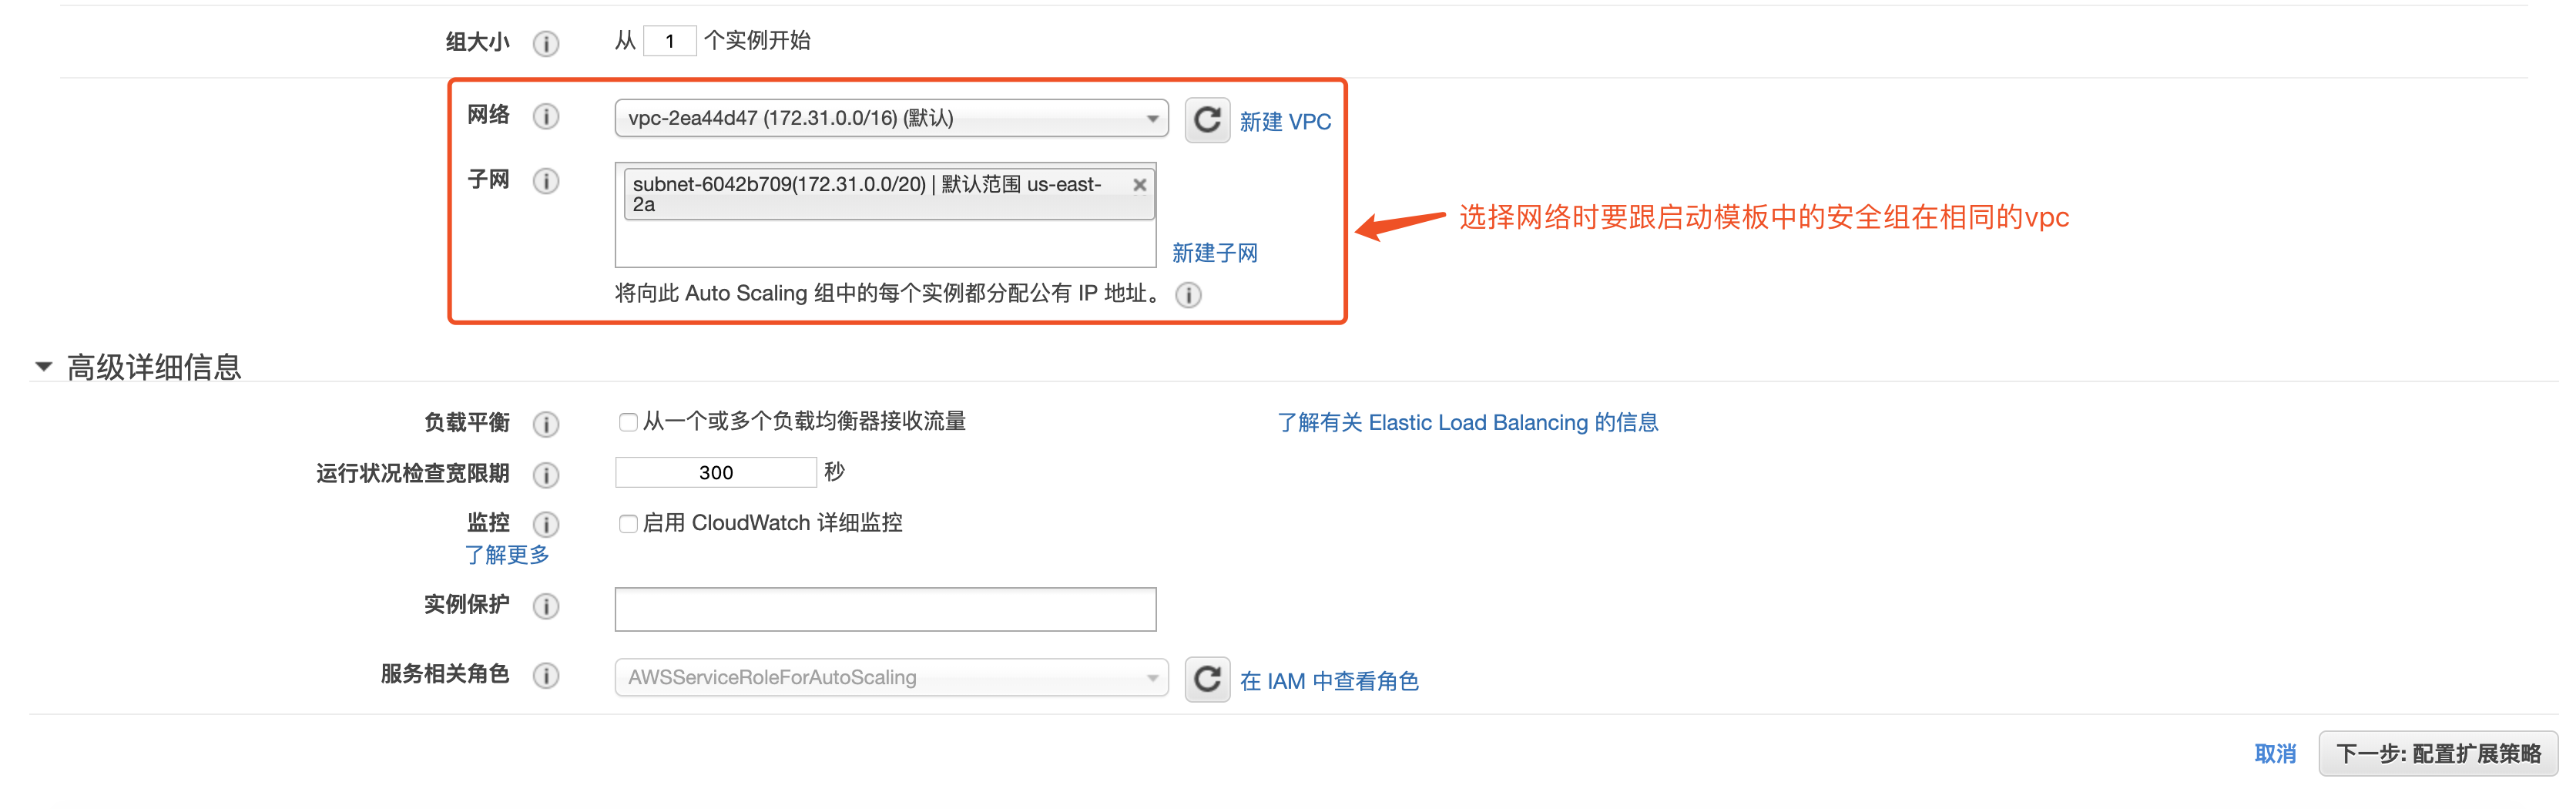 组大小 从 1 个实例开始
网络 vpc-2ea44d47 (172.31.0.0/16) (默认) 新建 VPC
子网 subnet-6042b709(172.31.0.0/20) | 默认范围 us-east-
2a
选择网络时要跟启动模板中的安全组在相同的vpc
新建子网
将向此 Auto Scaling 组中的每个实例都分配公有 IP 地址。
高级详细信息
负载平衡 从一个或多个负载均衡器接收流量 了解有关 Elastic Load Balancing 的信息
运行状况检查宽限期 300 秒
监控 启用 CloudWatch 详细监控
了解更多
实例保护
服务相关角色 AWSServiceRoleForAutoScaling 在 IAM 中查看角色
取消 下一步: 配置扩展策略